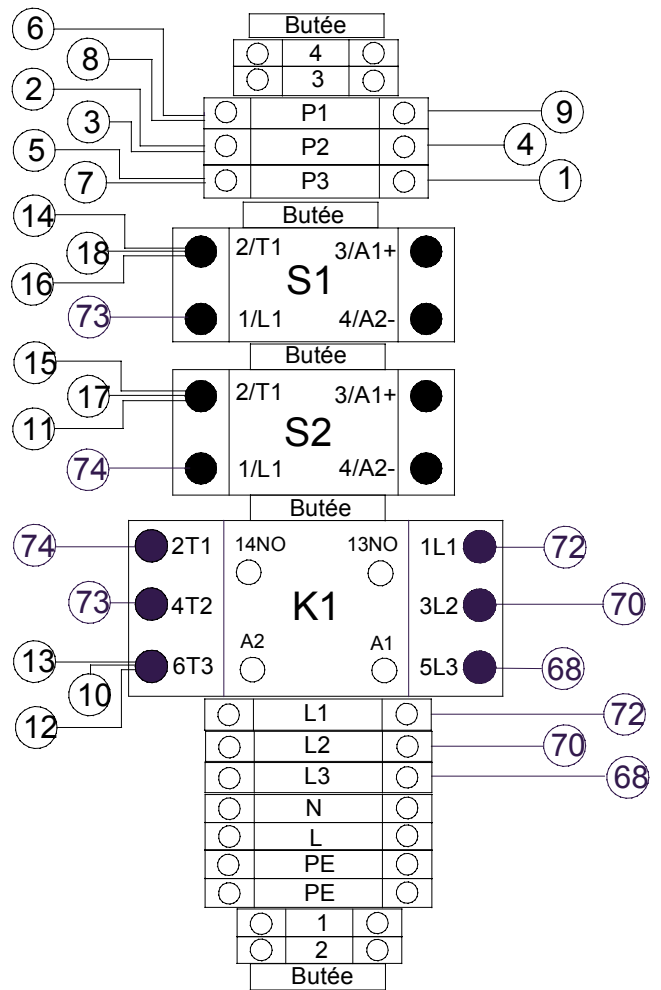 Butée
6
4
8
3
2
P1
9
3
P2
4
5
P3
7
1
14
Butée
18
2/T1
3/A1+
16
S1
73
1/L1
4/A2-
15
Butée
17
2/T1
3/A1+
11
S2
74
1/L1
4/A2-
Butée
74
2T1
14NO
13NO
1L1
72
73
4T2
K1
3L2
70
13
6T3
A2
A1
5L3
68
10
12
L1
72
L2
70
L3
68
N
L
PE
PE
1
2
Butée